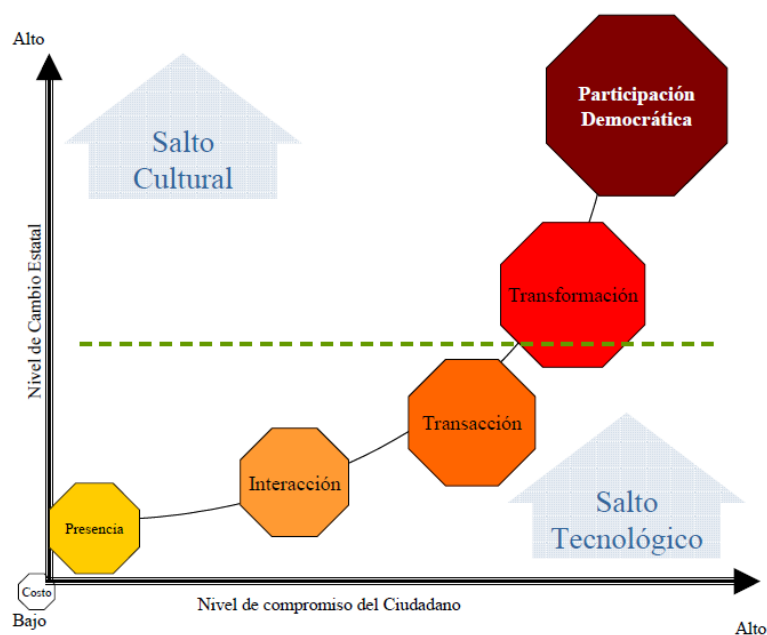 Alto
Participación
Democrática
Salto
Cultural
Nivel de Cambio Estatal
Transformación
Transacción
Interacción
Salto
Tecnológico
Presencia
Costo
Bajo
Nivel de compromiso del Ciudadano
Alto